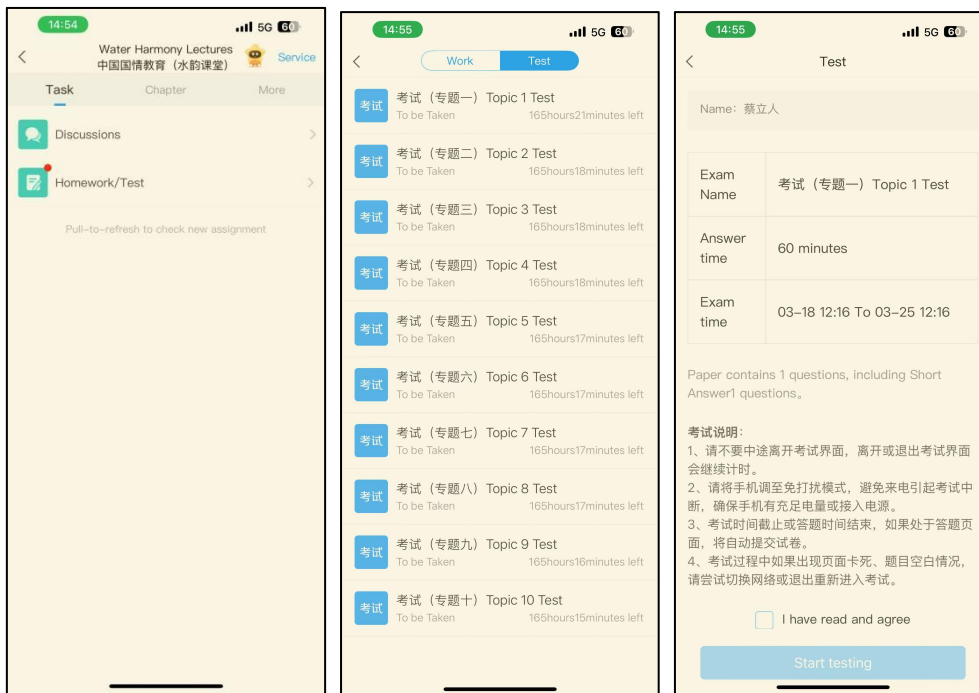 14:54
5G 60
Water Harmony Lectures
中国国情教育（水韵课堂）
Service
Task Chapter More
Discussions
Homework/Test
Pull-to-refresh to check new assignment
14:55
5G 60
Work Test
考试
考试（专题一）Topic 1 Test
To be Taken 165hours21minutes left
考试
考试（专题二）Topic 2 Test
To be Taken 165hours18minutes left
考试
考试（专题三）Topic 3 Test
To be Taken 165hours18minutes left
考试
考试（专题四）Topic 4 Test
To be Taken 165hours18minutes left
考试
考试（专题五）Topic 5 Test
To be Taken 165hours17minutes left
考试
考试（专题六）Topic 6 Test
To be Taken 165hours17minutes left
考试
考试（专题七）Topic 7 Test
To be Taken 165hours17minutes left
考试
考试（专题八）Topic 8 Test
To be Taken 165hours17minutes left
考试
考试（专题九）Topic 9 Test
To be Taken 165hours16minutes left
考试
考试（专题十）Topic 10 Test
To be Taken 165hours15minutes left
14:55
5G 60
Test
Name：蔡立人
Exam
Name
考试（专题一）Topic 1 Test
Answer
time
60 minutes
Exam
time
03-18 12:16 To 03-25 12:16
Paper contains 1 questions, including Short
Answer1 questions。
考试说明：
1、请不要中途离开考试界面，离开或退出考试界面
会继续计时。
2、请将手机调至免打扰模式，避免来电引起考试中
断，确保手机有充足电量或接入电源。
3、考试时间截止或答题时间结束，如果处于答题页
面，将自动提交试卷。
4、考试过程中如果出现页面卡死、题目空白情况，
请尝试切换网络或退出重新进入考试。
I have read and agree
Start testing